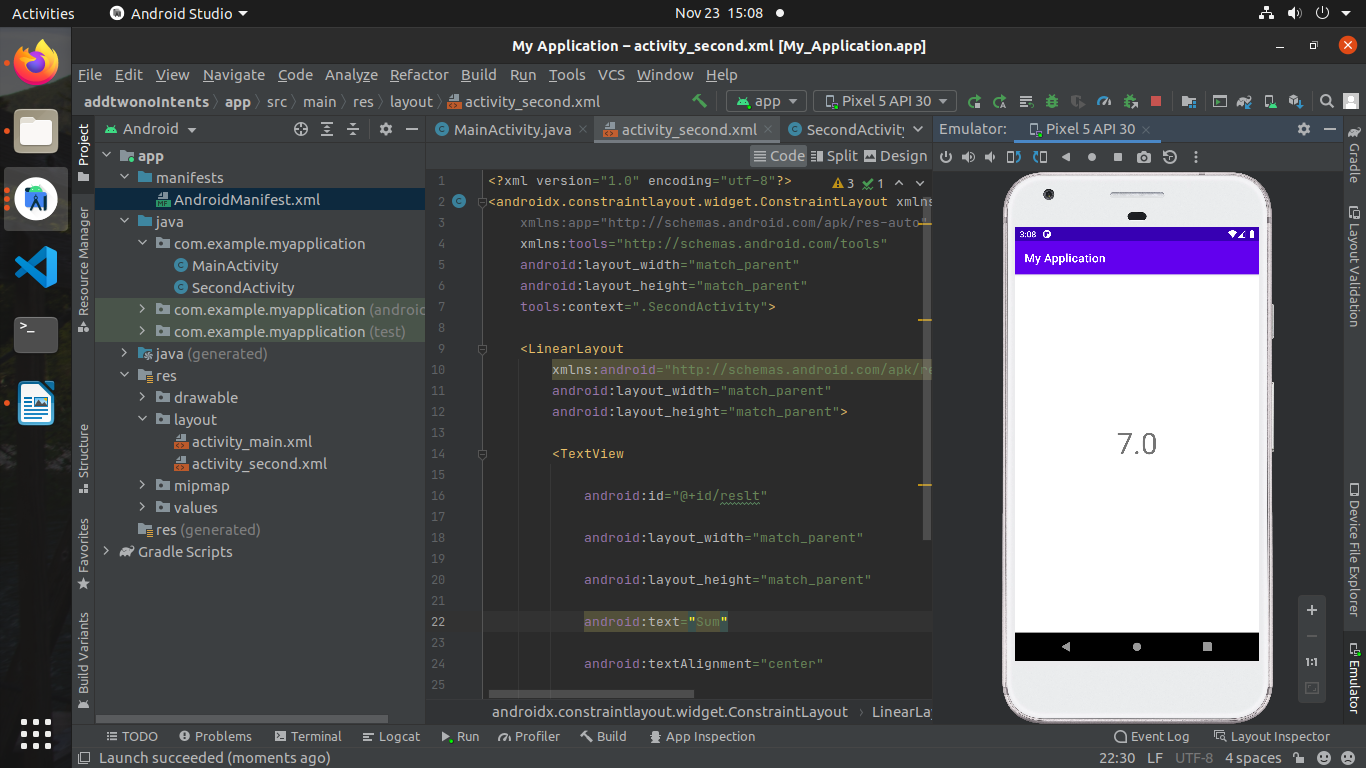 Activities
Android Studio
Nov 23 15:08
My Application – activity_second.xml [My_Application.app]
File Edit View Navigate Code Analyze Refactor Build Run Tools VCS Window Help
addtwonoIntents app src main res layout activity_second.xml
app
Pixel 5 API 30
Project
Resource Manager
Structure
Favorites
Build Variants
Android
app
manifests
AndroidManifest.xml
java
com.example.myapplication
MainActivity
SecondActivity
com.example.myapplication (androi
com.example.myapplication (test)
java (generated)
res
drawable
layout
activity_main.xml
activity_second.xml
mipmap
values
res (generated)
Gradle Scripts
MainActivity.java
activity_second.xml
SecondActivity
Code Split Design
3 1
1 <?xml version="1.0" encoding="utf-8"?>
2 <androidx.constraintlayout.widget.ConstraintLayout xmlns
3 xmlns:app="http://schemas.android.com/apk/res-auto"
4 xmlns:tools="http://schemas.android.com/tools"
5 android:layout_width="match_parent"
6 android:layout_height="match_parent"
7 tools:context=".SecondActivity">
8
9 <LinearLayout
10 xmlns:android="http://schemas.android.com/apk/re
11 android:layout_width="match_parent"
12 android:layout_height="match_parent">
13
14 <TextView
15
16 android:id="@+id/reslt"
17
18 android:layout_width="match_parent"
19
20 android:layout_height="match_parent"
21
22 android:text="Sum"
23
24 android:textAlignment="center"
25
androidx.constraintlayout.widget.ConstraintLayout LinearLa
Emulator: Pixel 5 API 30
3:08
My Application
7.0
1:1
Gradle
Layout Validation
Device File Explorer
Emulator
TODO Problems Terminal Logcat Run Profiler Build App Inspection
Event Log Layout Inspector
Launch succeeded (moments ago)
22:30 LF UTF-8 4 spaces